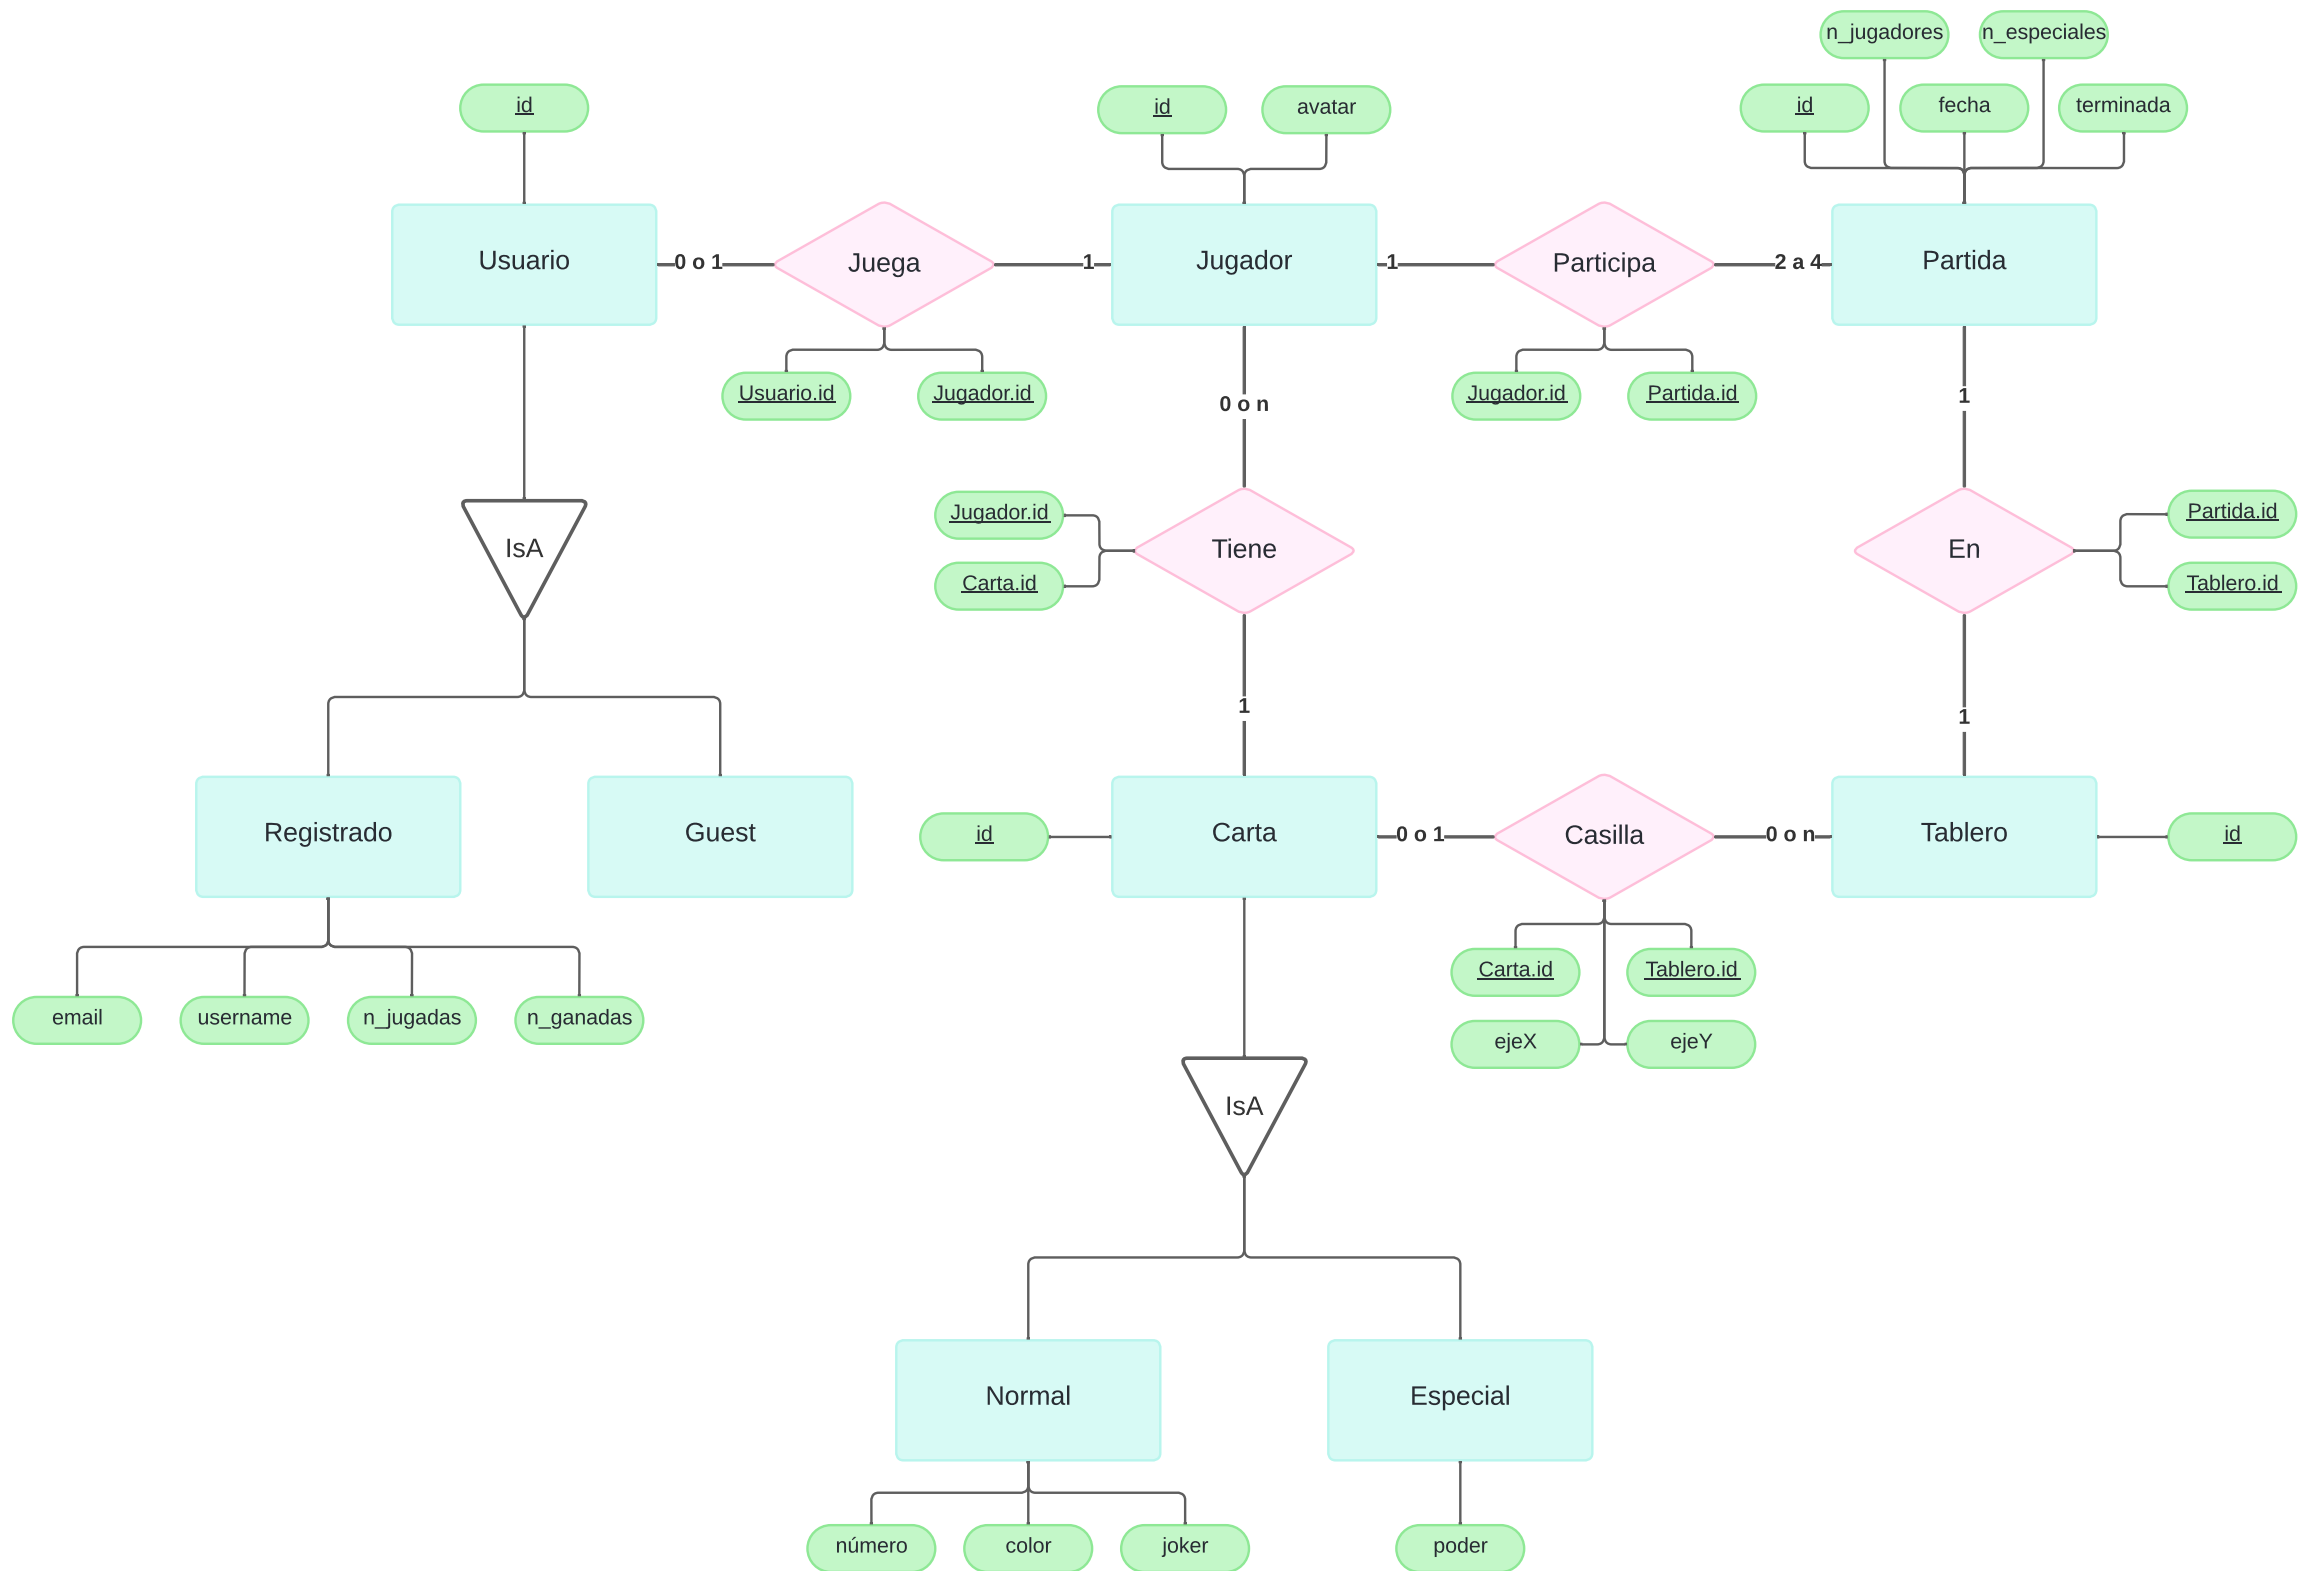 n_jugadores
n_especiales
id
id
avatar
id
fecha
terminada
Usuario
0 o 1
Juega
1
Jugador
1
Participa
2 a 4
Partida
Usuario.id
Jugador.id
Jugador.id
Partida.id
0 o n
1
Jugador.id
Carta.id
Tiene
En
Partida.id
Tablero.id
IsA
1
1
Registrado
Guest
id
Carta
0 o 1
Casilla
0 o n
Tablero
id
email
username
n_jugadas
n_ganadas
Carta.id
Tablero.id
ejeX
ejeY
IsA
Normal
Especial
número
color
joker
poder